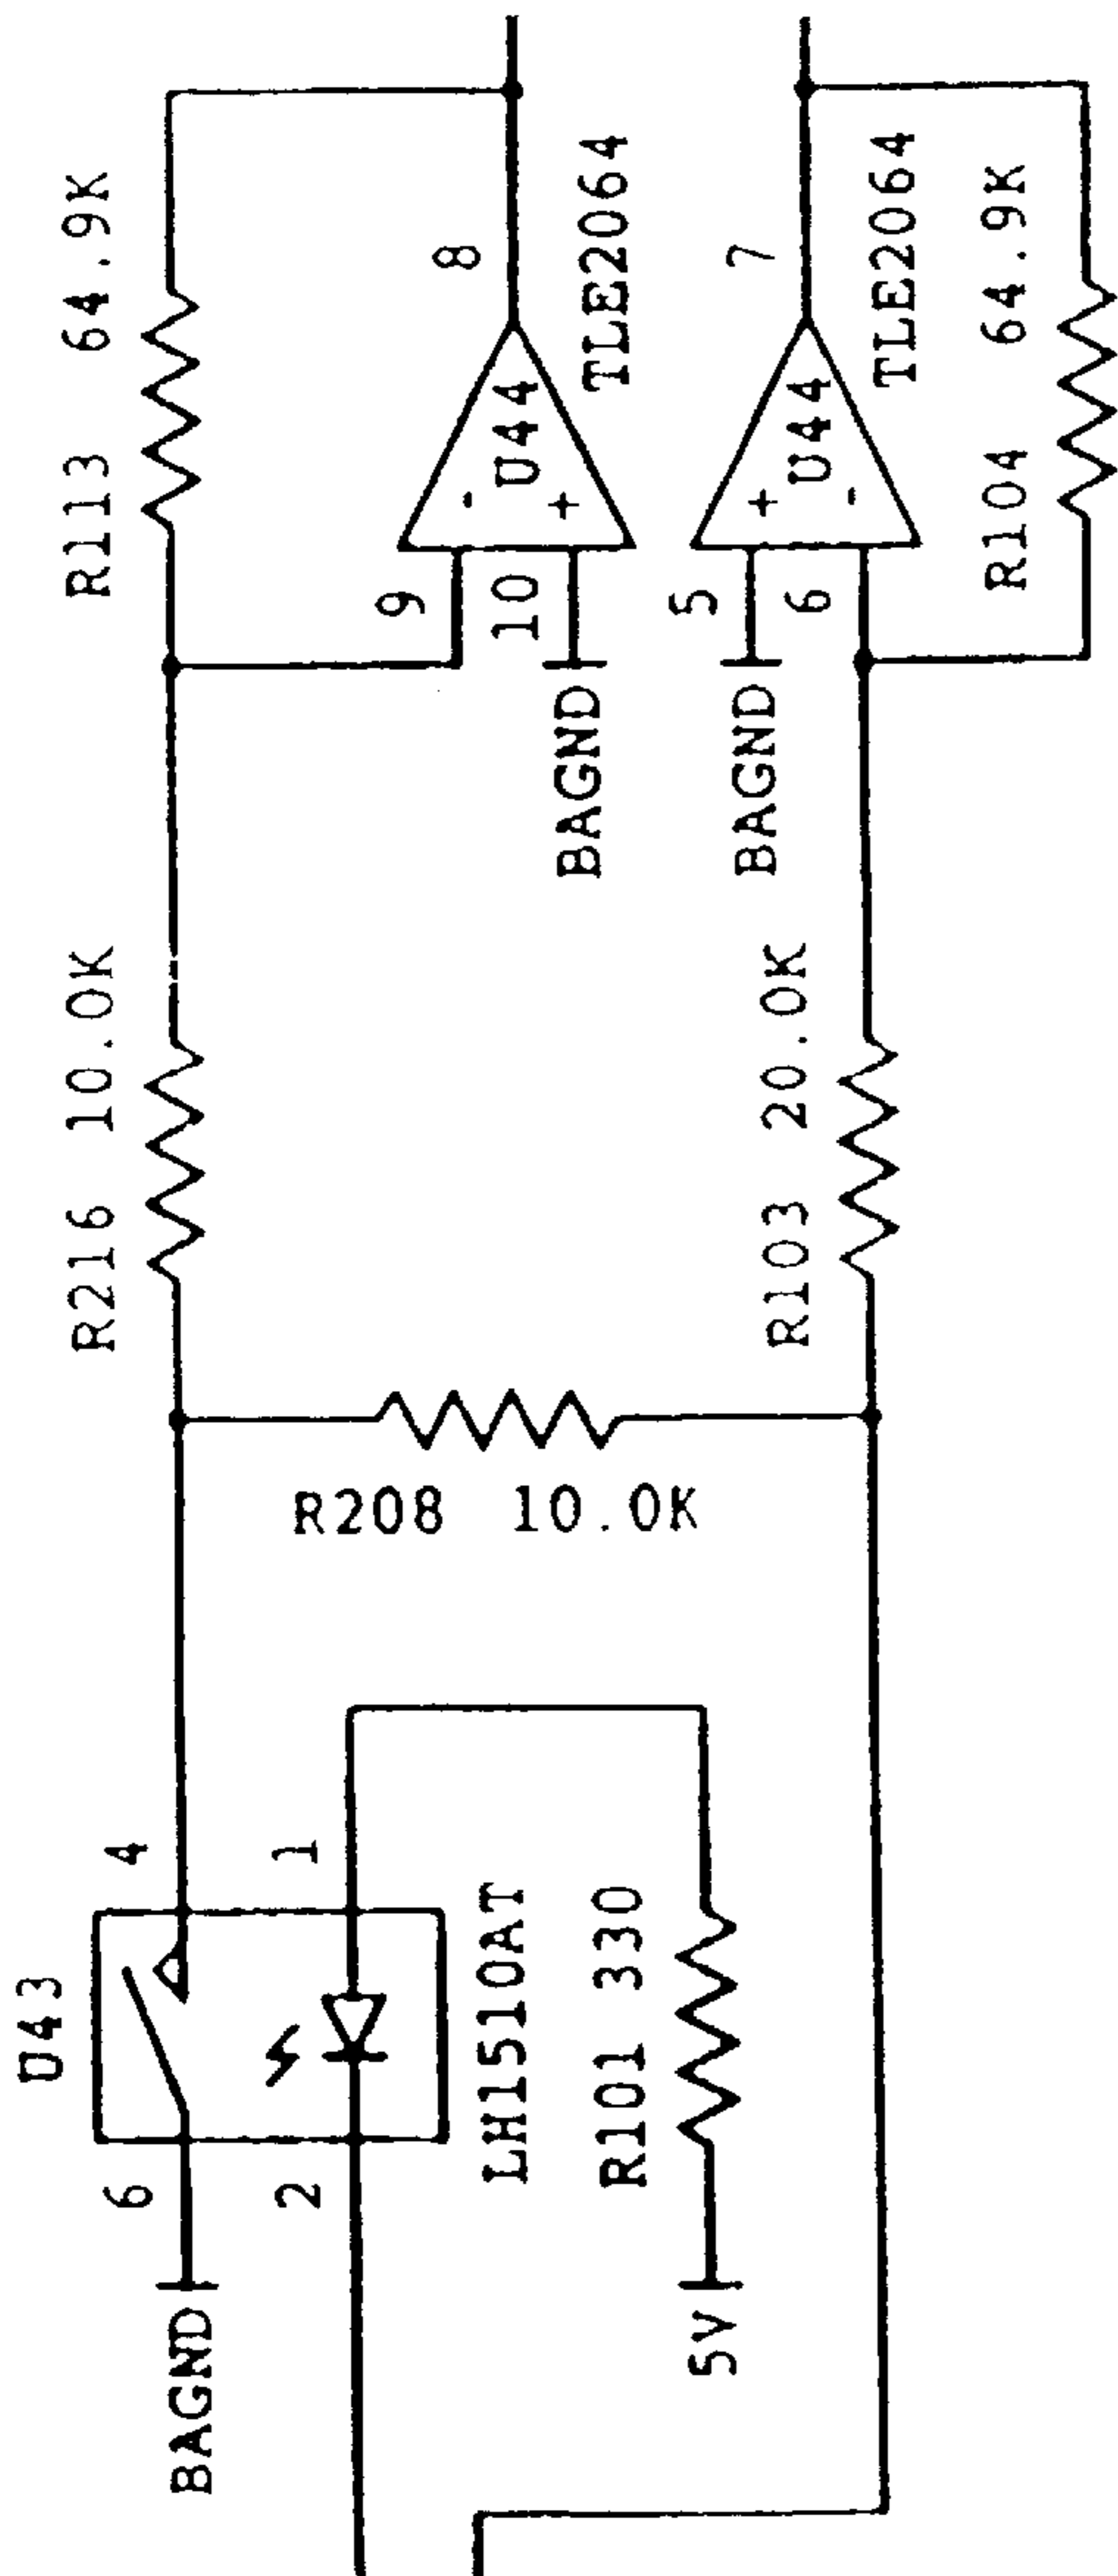 R113 64.9K
8
TLE2064
U44
-
+
9
10
BAGND
7
TLE2064
U44
+
-
5
6
BAGND
R104 64.9K
R216 10.0K
R103 20.0K
R208 10.0K
U43
4
1
6
2
LH1510AT
BAGND
R101 330
5V